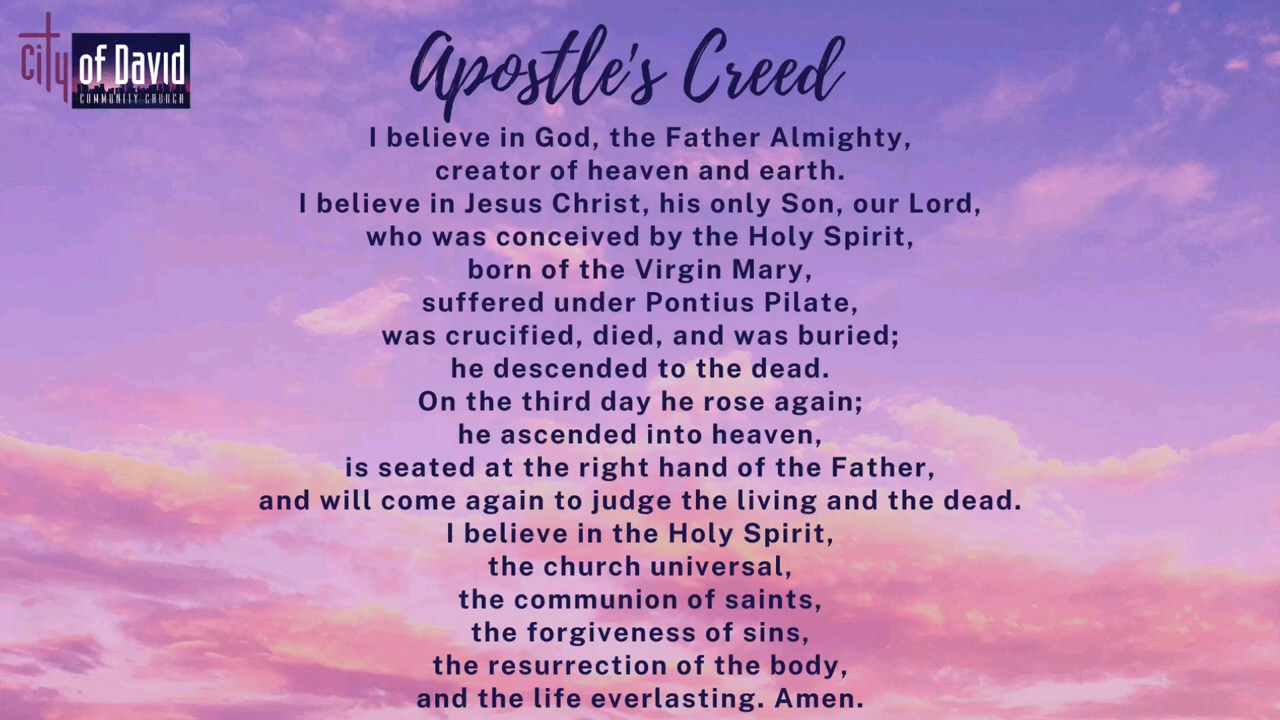 city of David
COMMUNITY CHURCH
Apostle's Creed
I believe in God, the Father Almighty,
creator of heaven and earth.
I believe in Jesus Christ, his only Son, our Lord,
who was conceived by the Holy Spirit,
born of the Virgin Mary,
suffered under Pontius Pilate,
was crucified, died, and was buried;
he descended to the dead.
On the third day he rose again;
he ascended into heaven,
is seated at the right hand of the Father,
and will come again to judge the living and the dead.
I believe in the Holy Spirit,
the church universal,
the communion of saints,
the forgiveness of sins,
the resurrection of the body,
and the life everlasting. Amen.